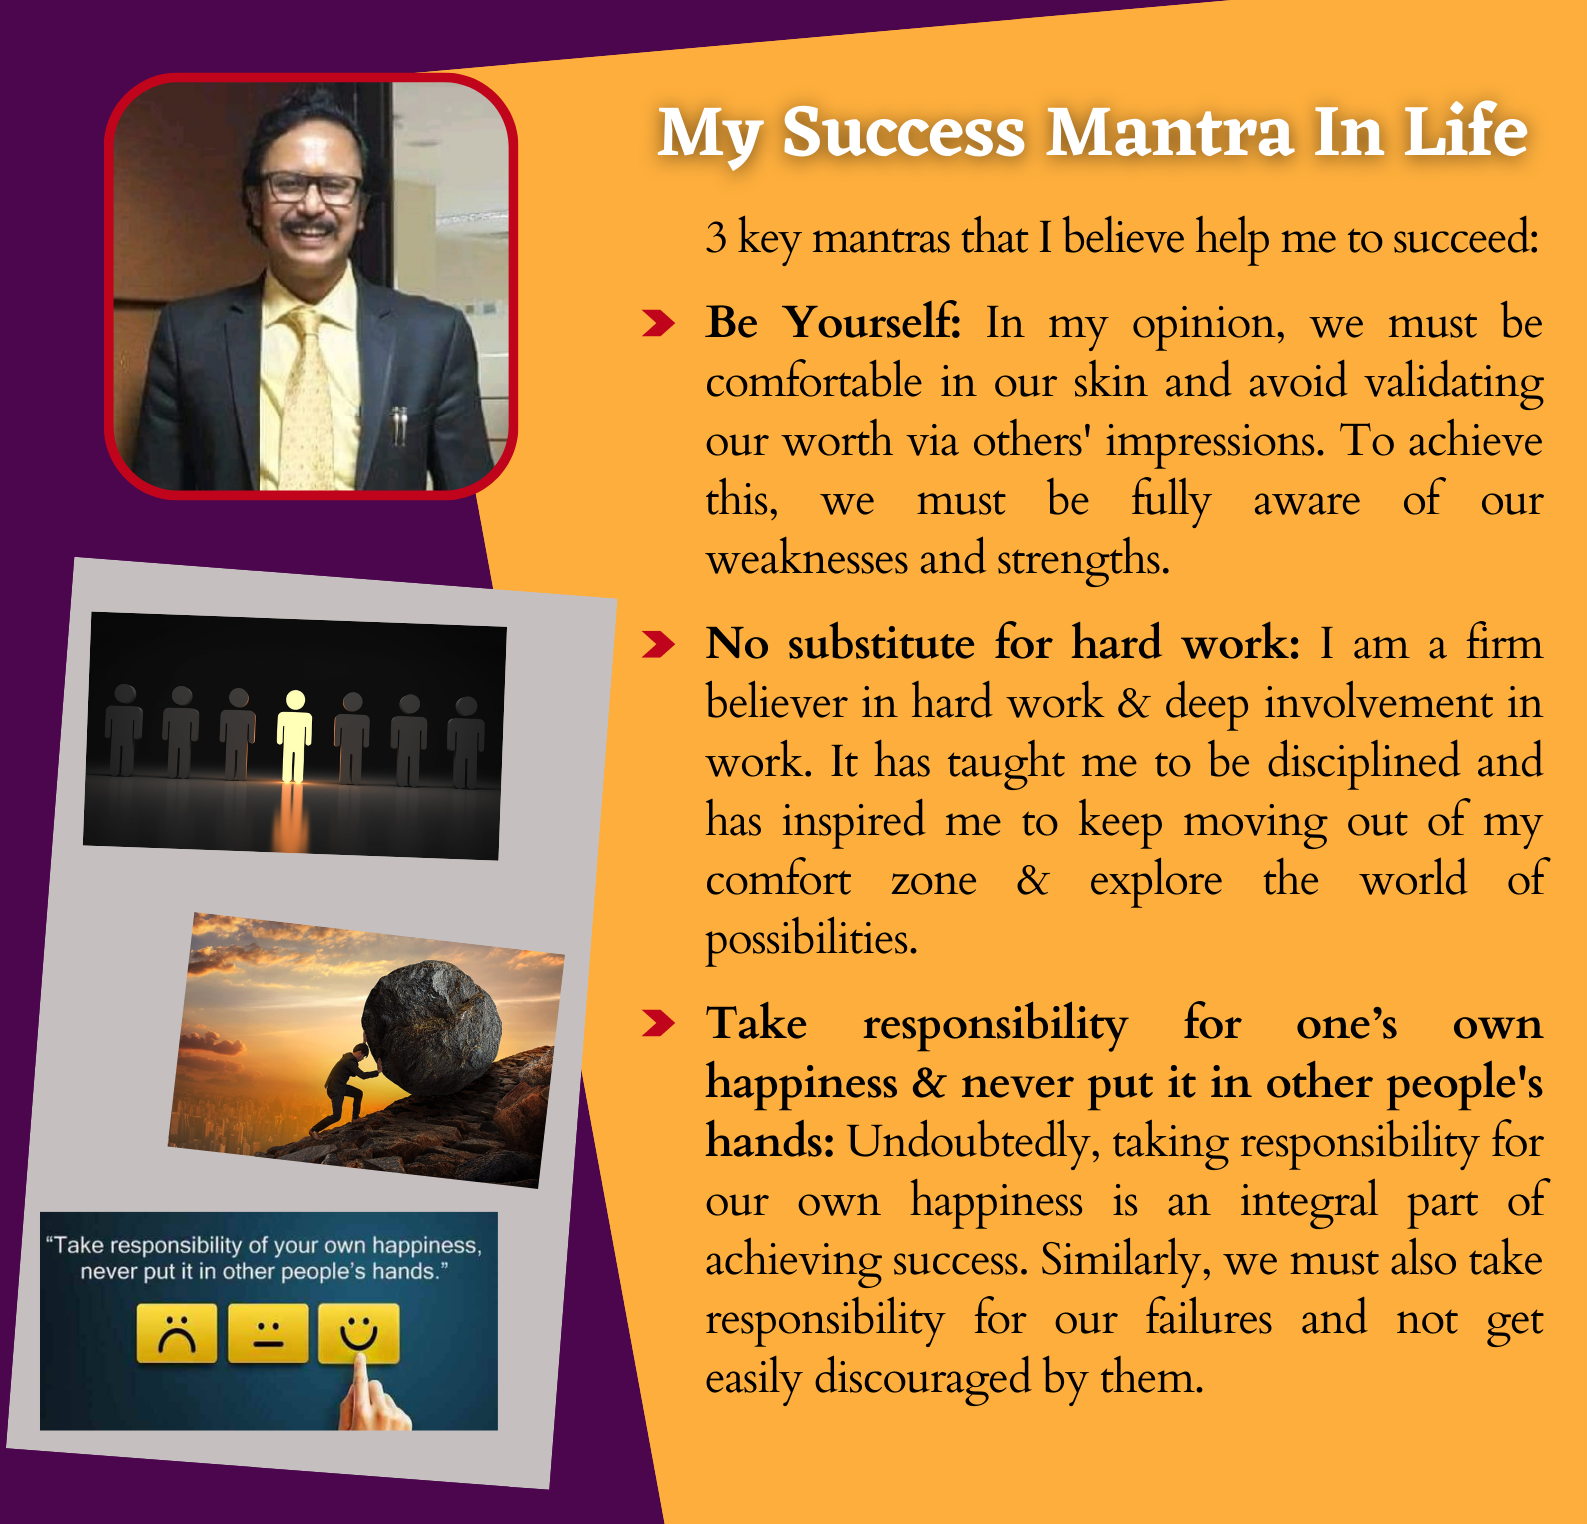 My Success Mantra In Life
3 key mantras that I believe help me to succeed:
Be Yourself: In my opinion, we must be
comfortable in our skin and avoid validating
our worth via others' impressions. To achieve
this, we must be fully aware of our
weaknesses and strengths.
No substitute for hard work: I am a firm
believer in hard work & deep involvement in
work. It has taught me to be disciplined and
has inspired me to keep moving out of my
comfort zone & explore the world of
possibilities.
Take responsibility for one’s own
happiness & never put it in other people's
hands: Undoubtedly, taking responsibility for
our own happiness is an integral part of
achieving success. Similarly, we must also take
responsibility for our failures and not get
easily discouraged by them.
“Take responsibility of your own happiness,
never put it in other people’s hands.”